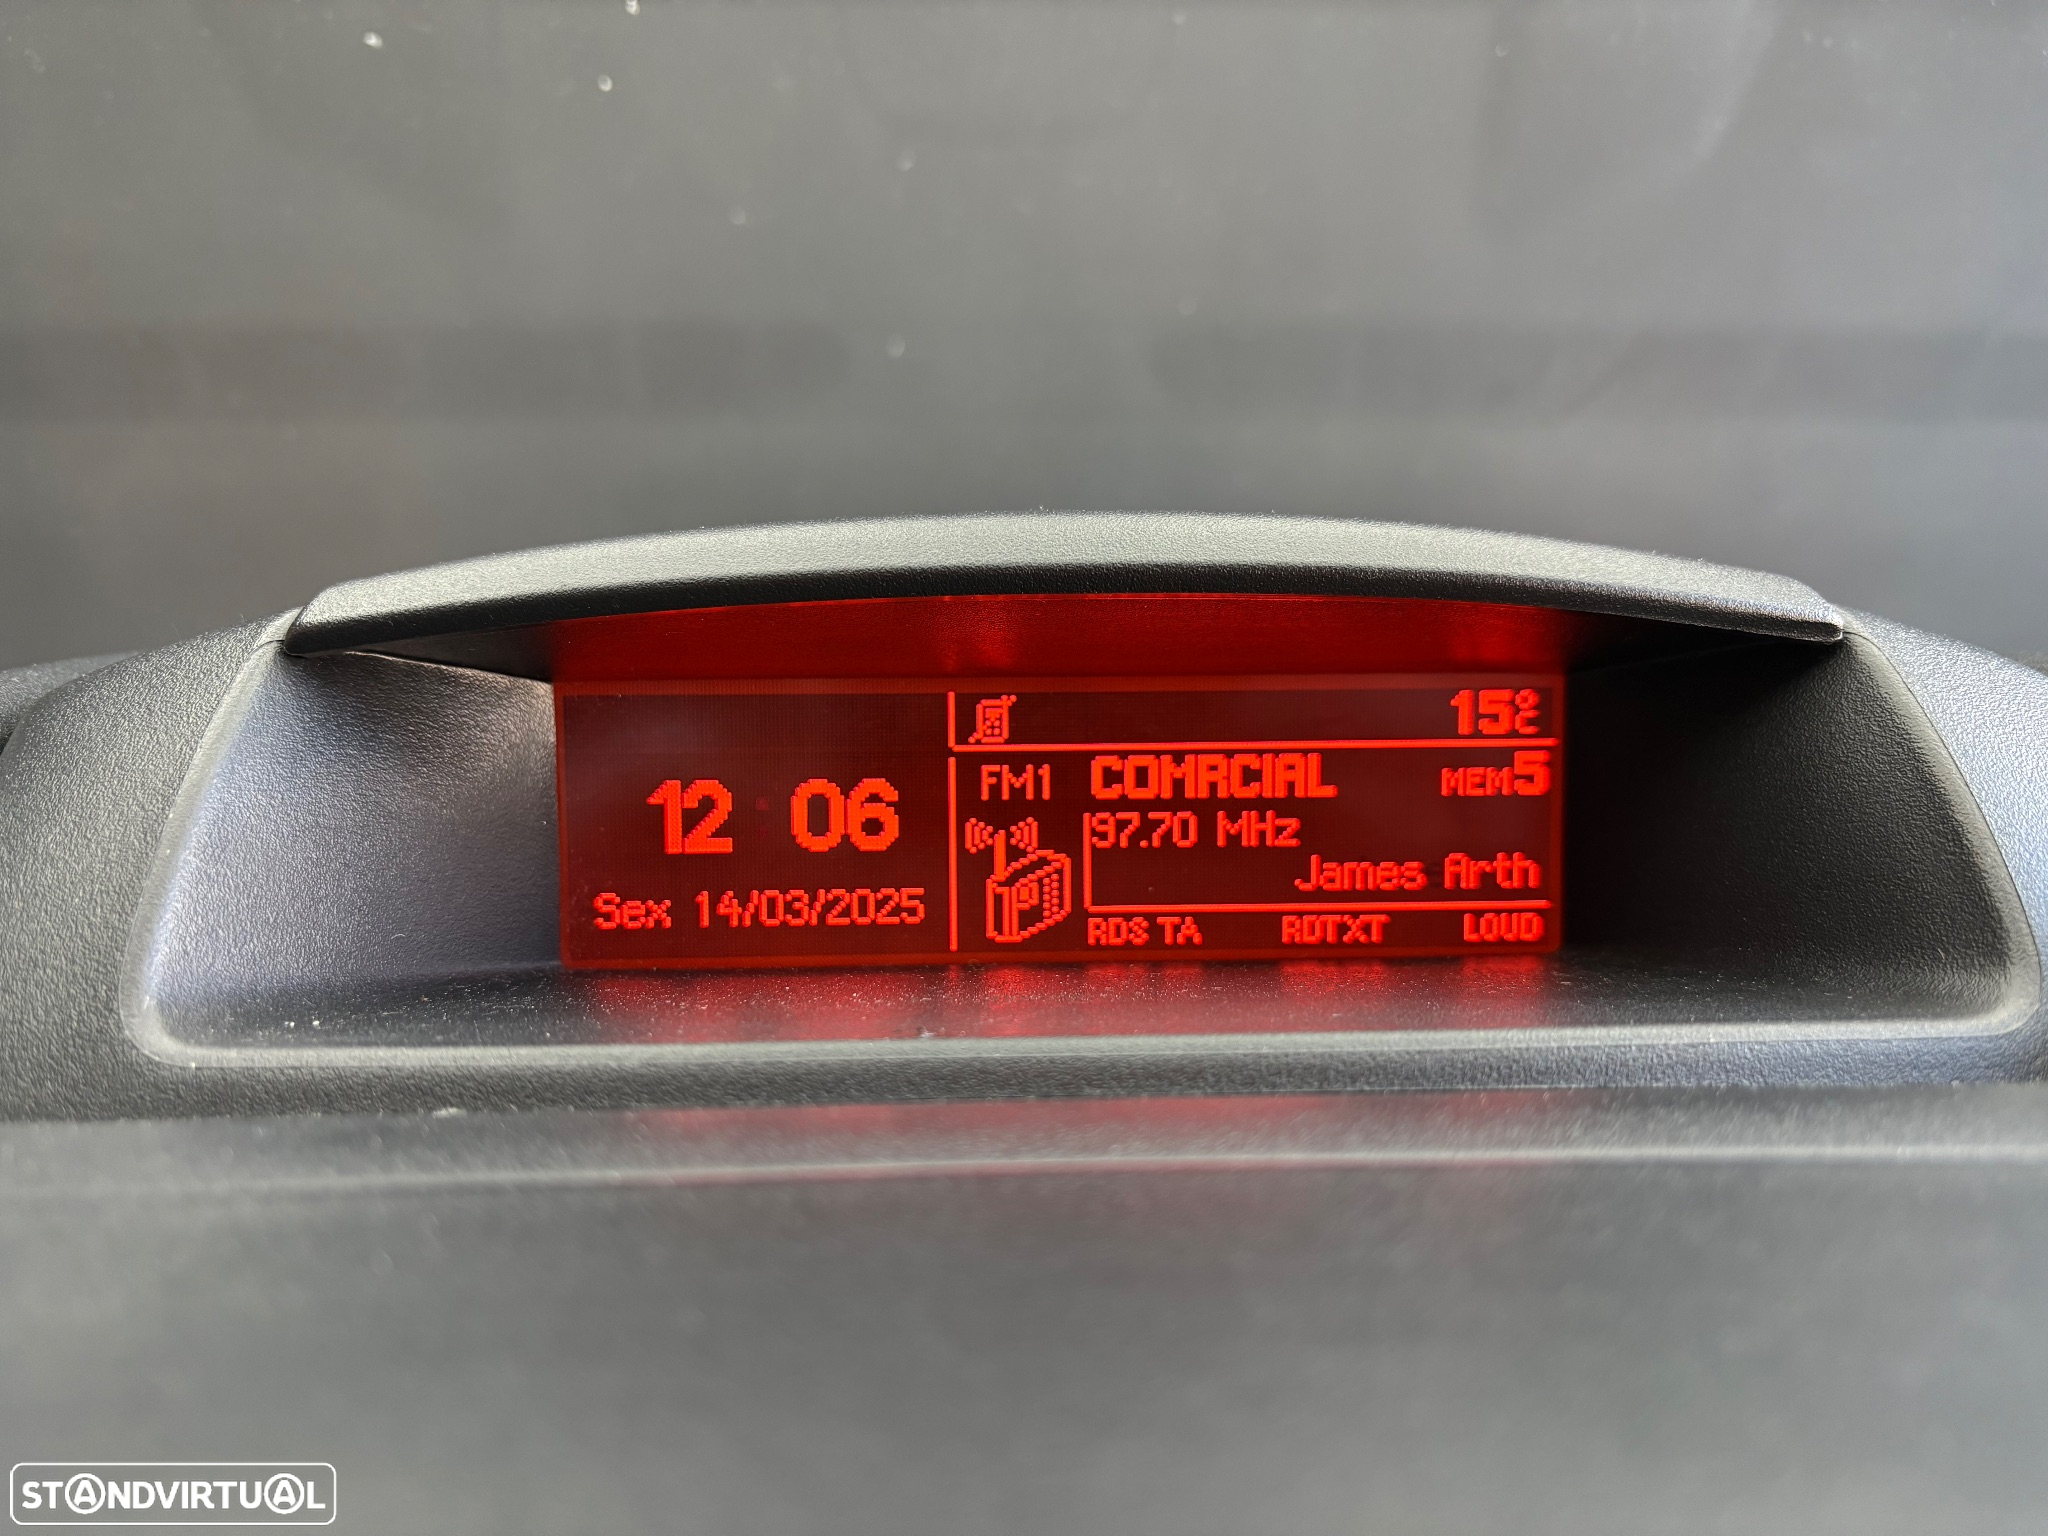 15°C
12 06
Sex 14/03/2025
FM1 COMRCIAL MEM5
97.70 MHz
James Arth
RDS TA RDTXT LOUD
STANDVIRTUAL